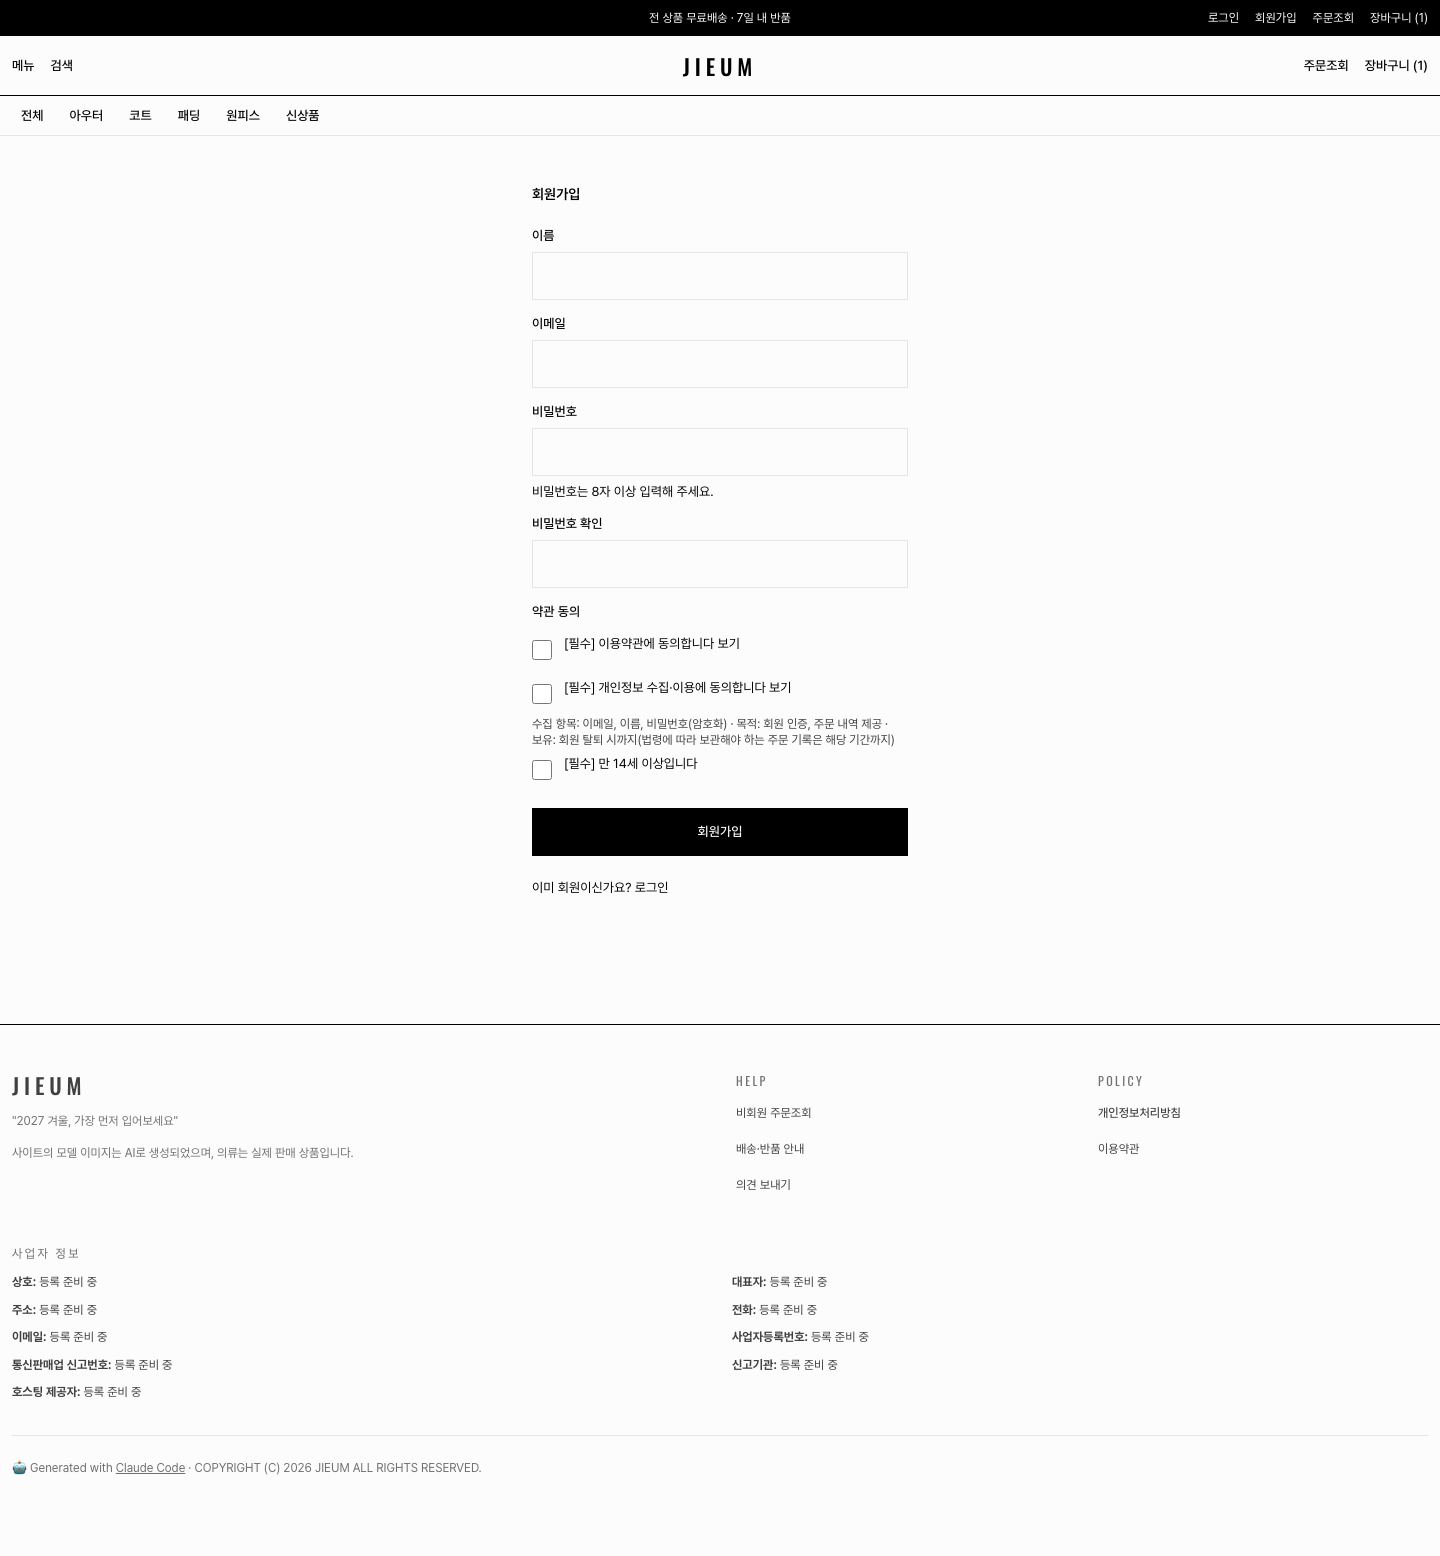 전 상품 무료배송 · 7일 내 반품
로그인 회원가입 주문조회 장바구니 (1)
메뉴 검색
JIEUM
주문조회 장바구니 (1)
전체 아우터 코트 패딩 원피스 신상품
회원가입
이름
이메일
비밀번호
비밀번호는 8자 이상 입력해 주세요.
비밀번호 확인
약관 동의
[필수] 이용약관에 동의합니다 보기
[필수] 개인정보 수집·이용에 동의합니다 보기
수집 항목: 이메일, 이름, 비밀번호(암호화) · 목적: 회원 인증, 주문 내역 제공 ·
보유: 회원 탈퇴 시까지(법령에 따라 보관해야 하는 주문 기록은 해당 기간까지)
[필수] 만 14세 이상입니다
회원가입
이미 회원이신가요? 로그인
JIEUM
"2027 겨울, 가장 먼저 입어보세요"
사이트의 모델 이미지는 AI로 생성되었으며, 의류는 실제 판매 상품입니다.
HELP
비회원 주문조회
배송·반품 안내
의견 보내기
POLICY
개인정보처리방침
이용약관
사업자 정보
상호: 등록 준비 중
대표자: 등록 준비 중
주소: 등록 준비 중
전화: 등록 준비 중
이메일: 등록 준비 중
사업자등록번호: 등록 준비 중
통신판매업 신고번호: 등록 준비 중
신고기관: 등록 준비 중
호스팅 제공자: 등록 준비 중
Generated with Claude Code · COPYRIGHT (C) 2026 JIEUM ALL RIGHTS RESERVED.